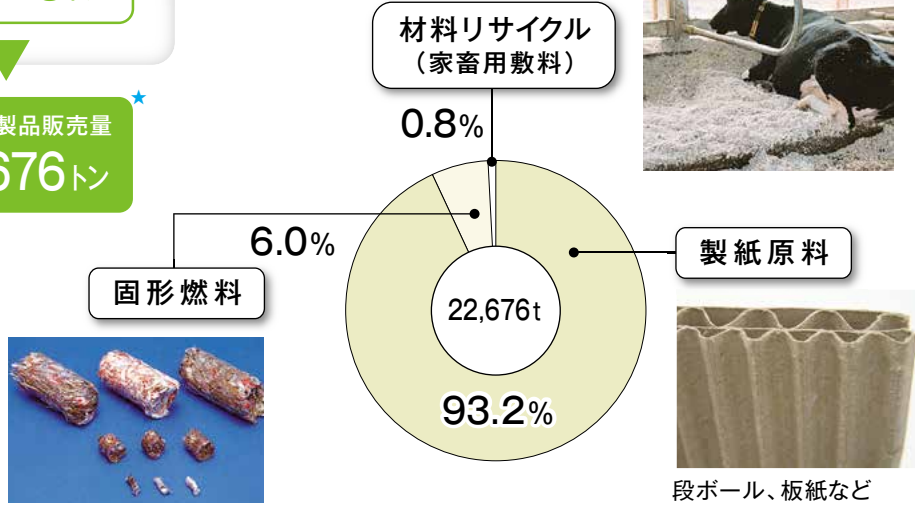 材料リサイクル
(家畜用敷料)
0.8%
★
製品販売量
676トン
6.0%
固形燃料
製紙原料
22,676t
93.2%
段ボール、板紙など